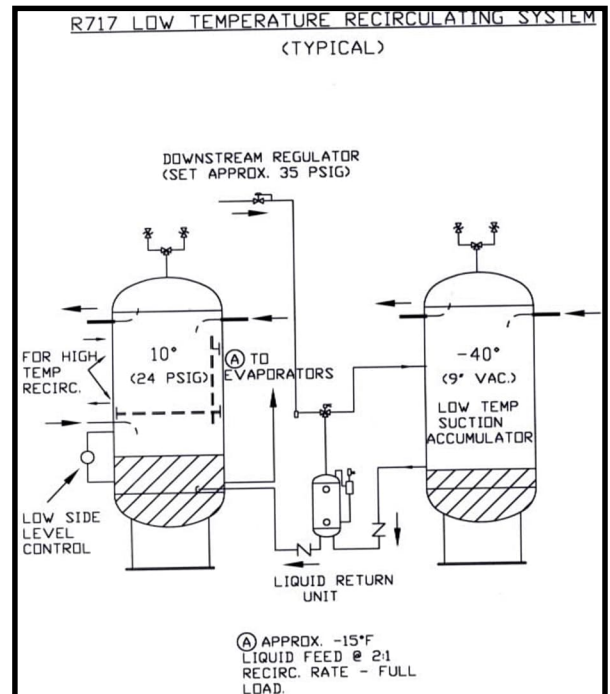 R717 LOW TEMPERATURE RECIRCULATING SYSTEM
(TYPICAL)
DOWNSTREAM REGULATOR
(SET APPROX. 35 PSIG)
10°
(24 PSIG)
FOR HIGH
TEMP
RECIRC.
A TO
EVAPORATORS
-40°
(9" VAC.)
LOW TEMP
SUCTION
ACCUMULATOR
LOW SIDE
LEVEL
CONTROL
LIQUID RETURN
UNIT
A APPROX. -15°F
LIQUID FEED @ 2:1
RECIRC. RATE - FULL
LOAD.